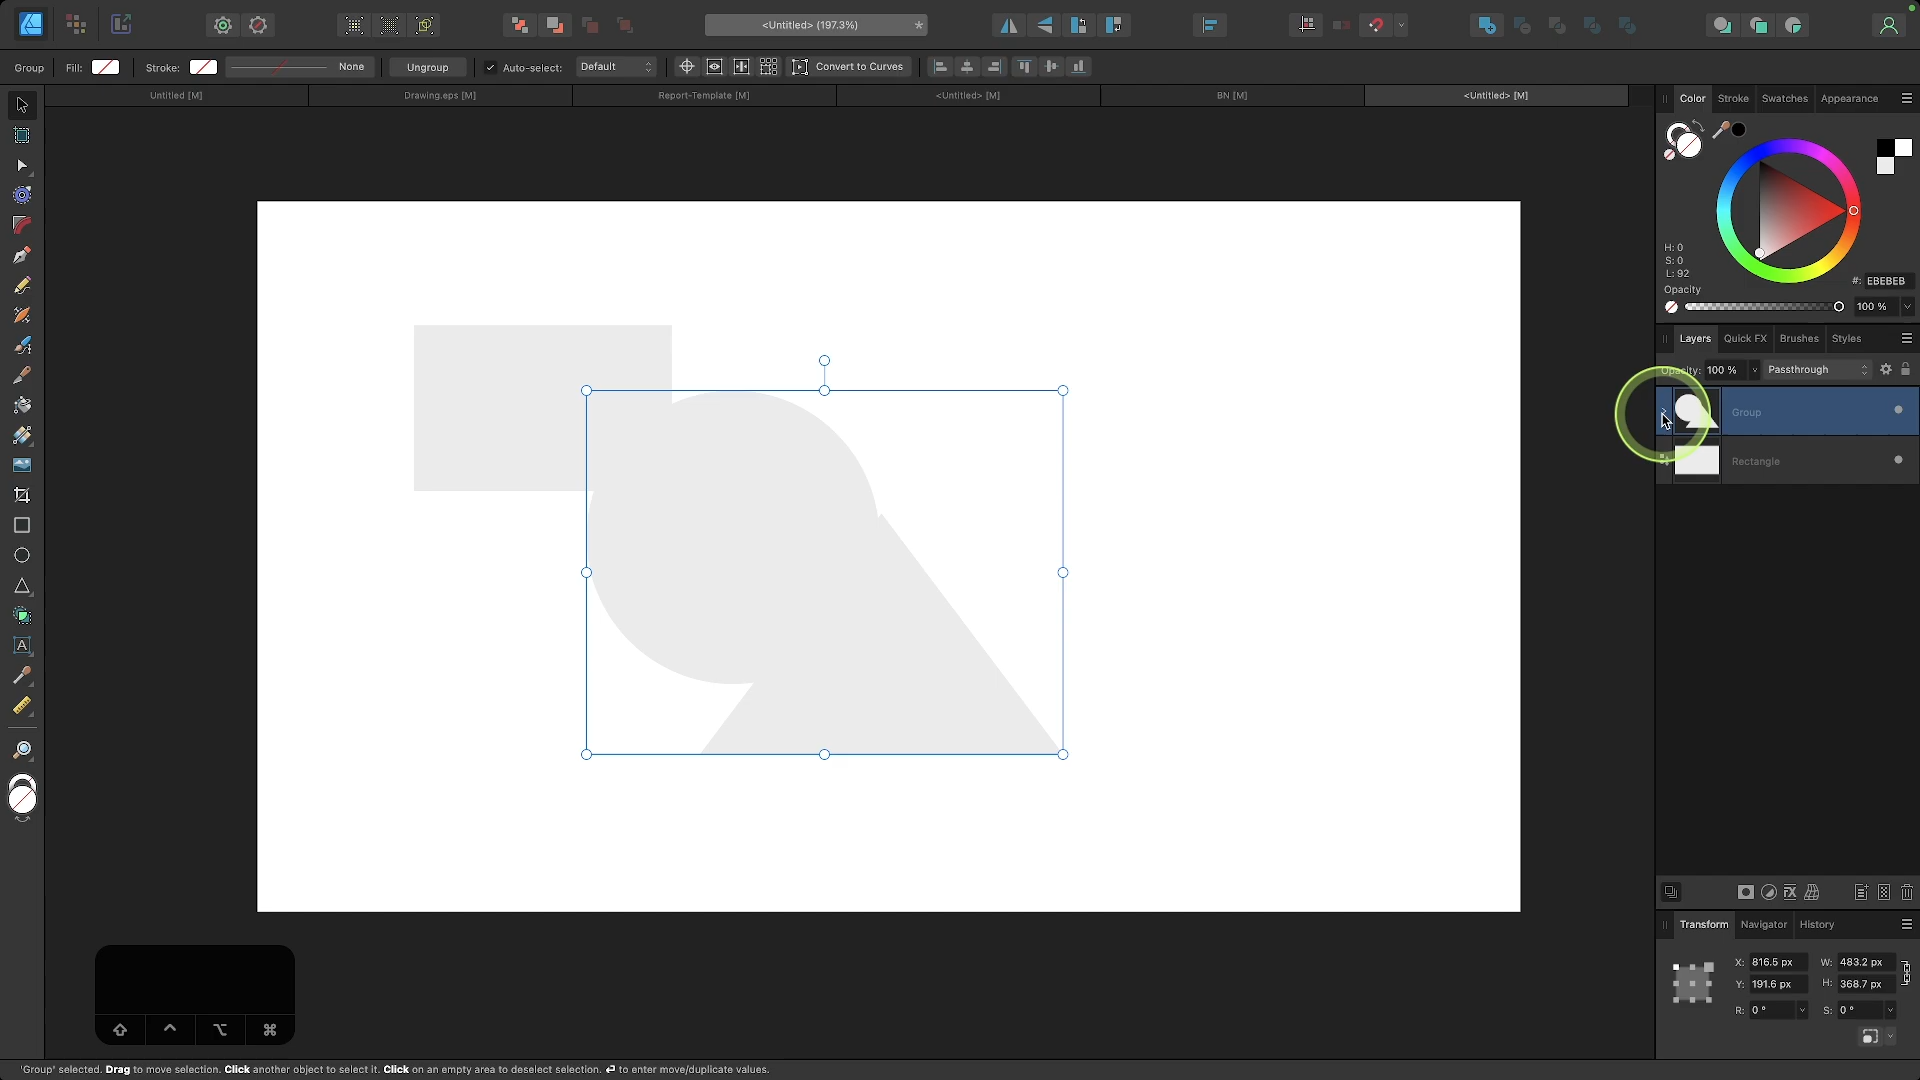 <Untitled> (197.3%)
*
Group
Fill:
Stroke:
None
Ungroup
Auto-select:
Default
Convert to Curves
Untitled [M]
Drawing.eps [M]
Report-Template [M]
<Untitled> [M]
BN [M]
<Untitled> [M]
Color
Stroke
Swatches
Appearance
H: 0
S: 0
L: 92
#: EBEBEB
Opacity
100 %
Layers
Quick FX
Brushes
Styles
Opacity: 100 %
Passthrough
Group
Rectangle
Transform
Navigator
History
X: 816.5 px
W: 483.2 px
Y: 191.6 px
H: 368.7 px
R: 0 °
S: 0 °
'Group' selected. Drag to move selection. Click another object to select it. Click on an empty area to deselect selection. ⏎ to enter move/duplicate values.